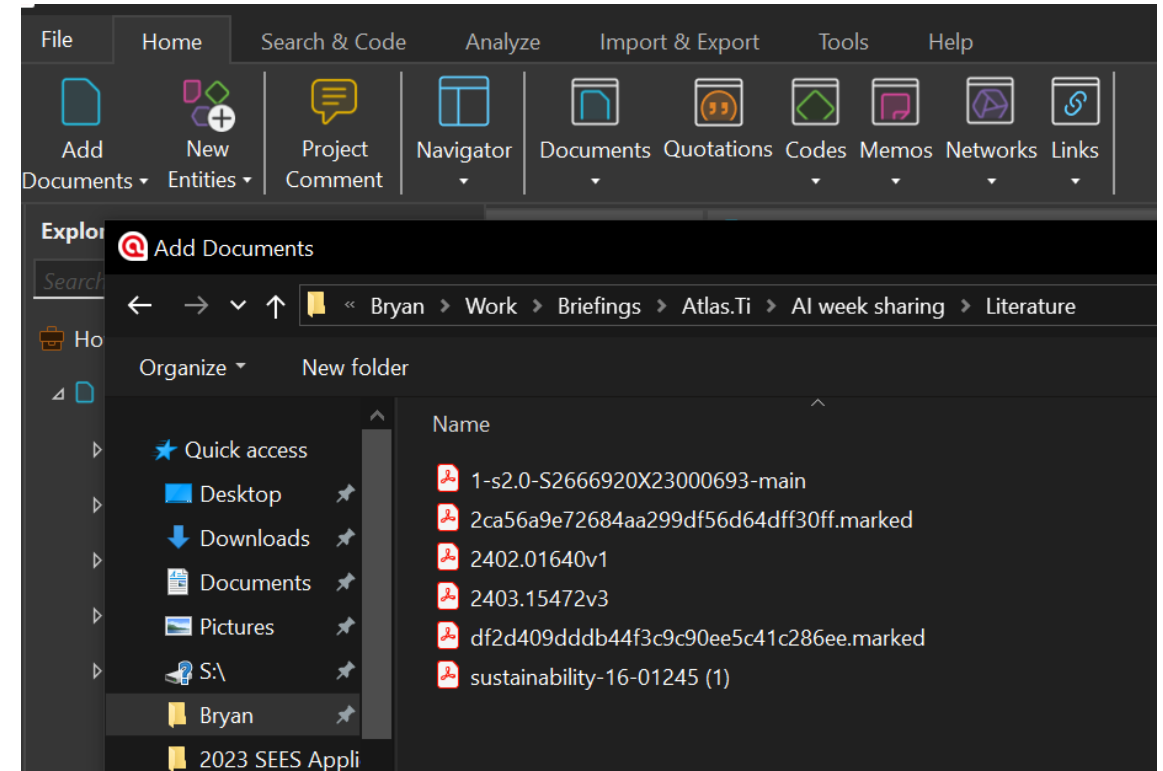 File Home Search & Code Analyze Import & Export Tools Help
Add Documents
New Entities
Project Comment
Navigator
Documents
Quotations
Codes
Memos
Networks
Links
Explor
Add Documents
Search
« Bryan > Work > Briefings > Atlas.Ti > AI week sharing > Literature
Ho
Organize New folder
Name
Quick access
Desktop
Downloads
Documents
Pictures
S:\
Bryan
2023 SEES Appli
1-s2.0-S2666920X23000693-main
2ca56a9e72684aa299df56d64dff30ff.marked
2402.01640v1
2403.15472v3
df2d409dddb44f3c9c90ee5c41c286ee.marked
sustainability-16-01245 (1)